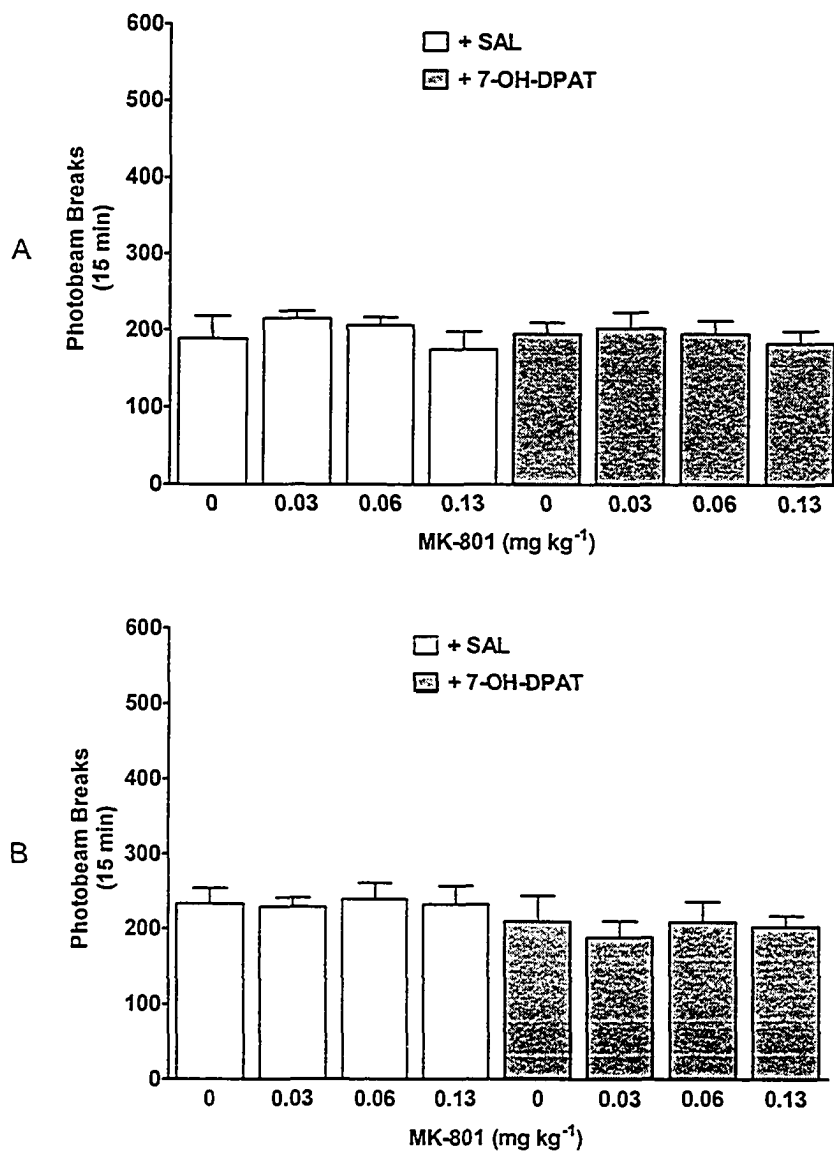 600
500
400
300
200
100
0
Photobeam Breaks
(15 min)
A
+ SAL
+ 7-OH-DPAT
0 0.03 0.06 0.13 0 0.03 0.06 0.13
MK-801 (mg kg⁻¹)
600
500
400
300
200
100
0
Photobeam Breaks
(15 min)
B
+ SAL
+ 7-OH-DPAT
0 0.03 0.06 0.13 0 0.03 0.06 0.13
MK-801 (mg kg⁻¹)